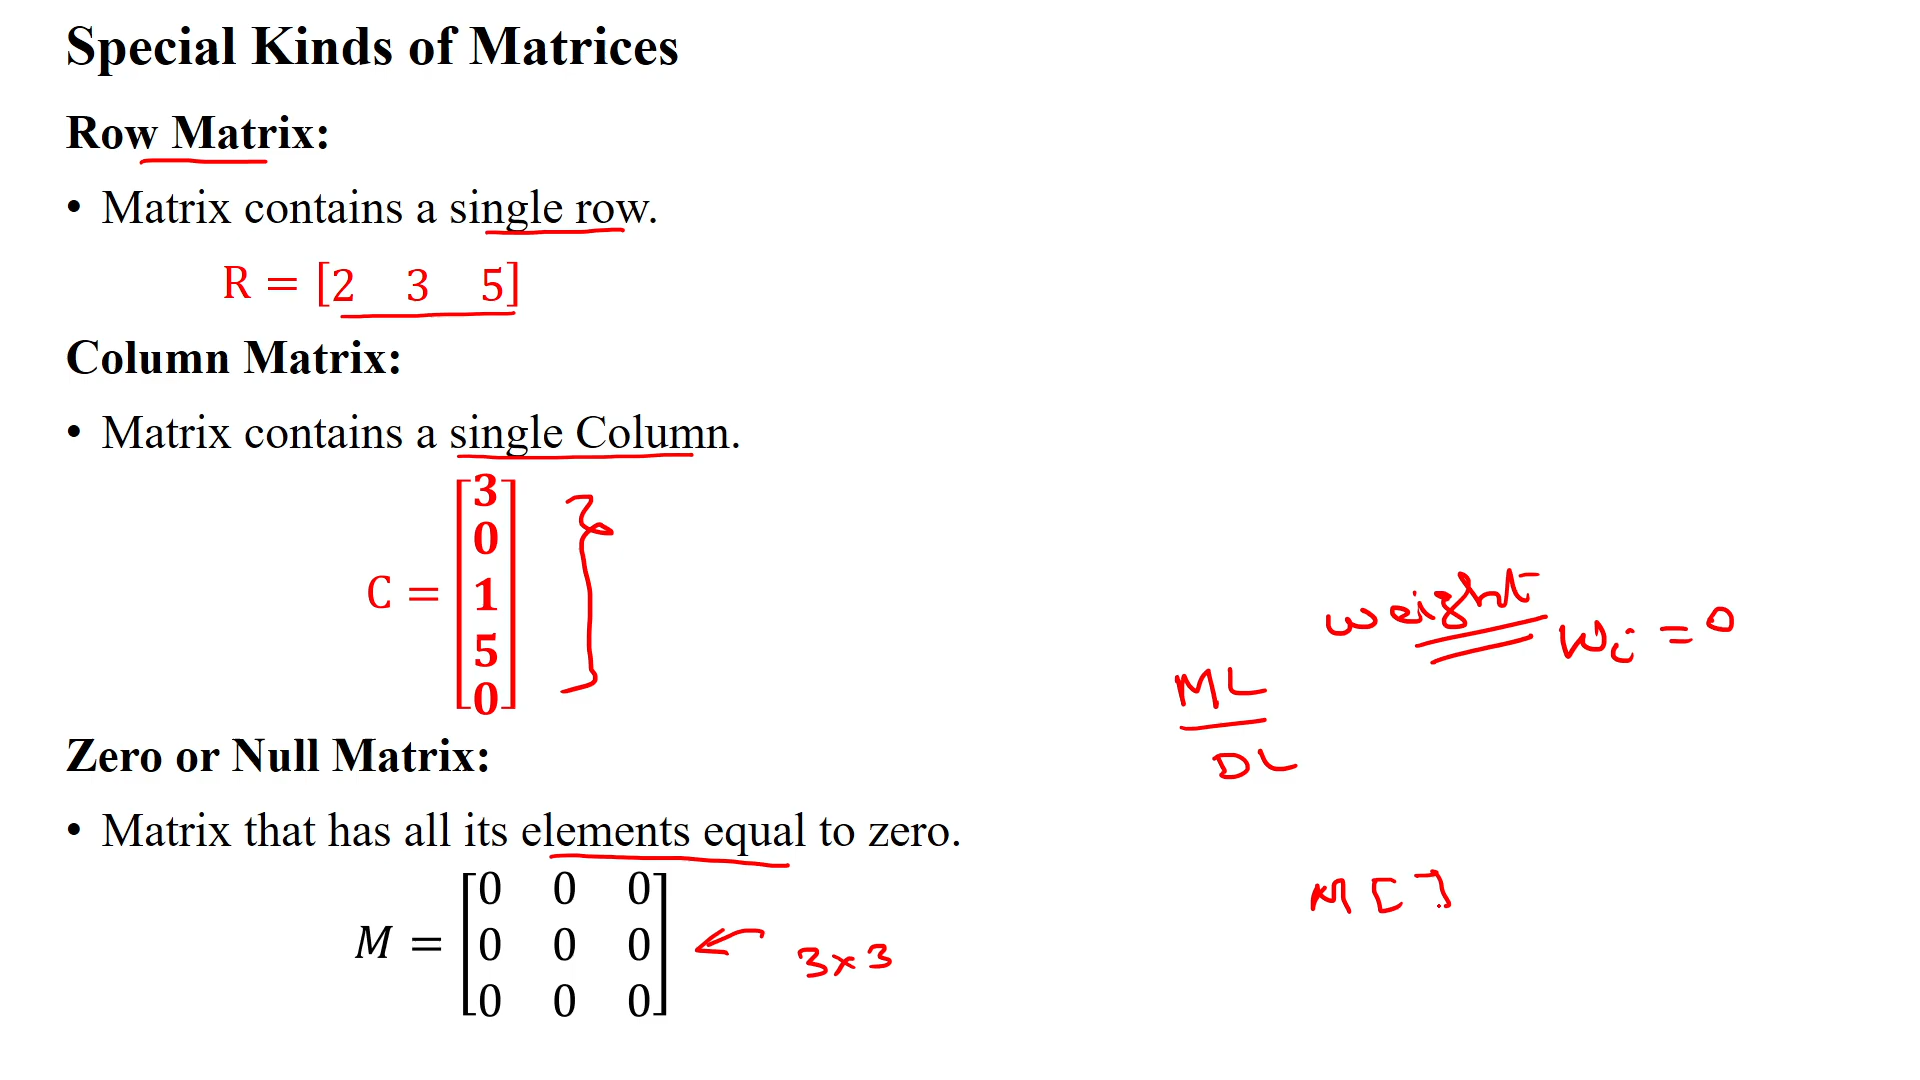 Special Kinds of Matrices
Row Matrix:
• Matrix contains a single row.
R = [2 3 5]
Column Matrix:
• Matrix contains a single Column.
C = [3
0
1
5
0]
weight
wi = 0
ML
DL
Zero or Null Matrix:
• Matrix that has all its elements equal to zero.
M = [0 0 0
0 0 0
0 0 0]
3×3
M [ ]